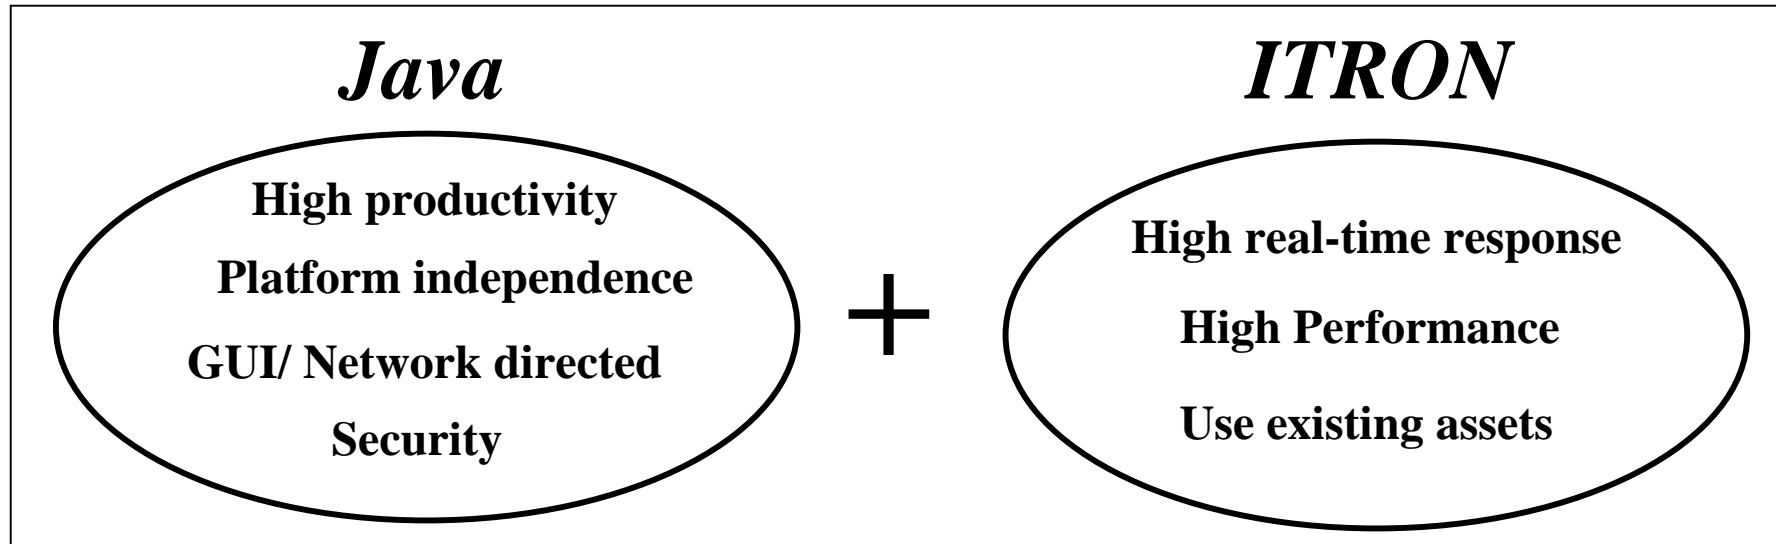 Java
High productivity
Platform independence
GUI/ Network directed
Security
+
ITRON
High real-time response
High Performance
Use existing assets